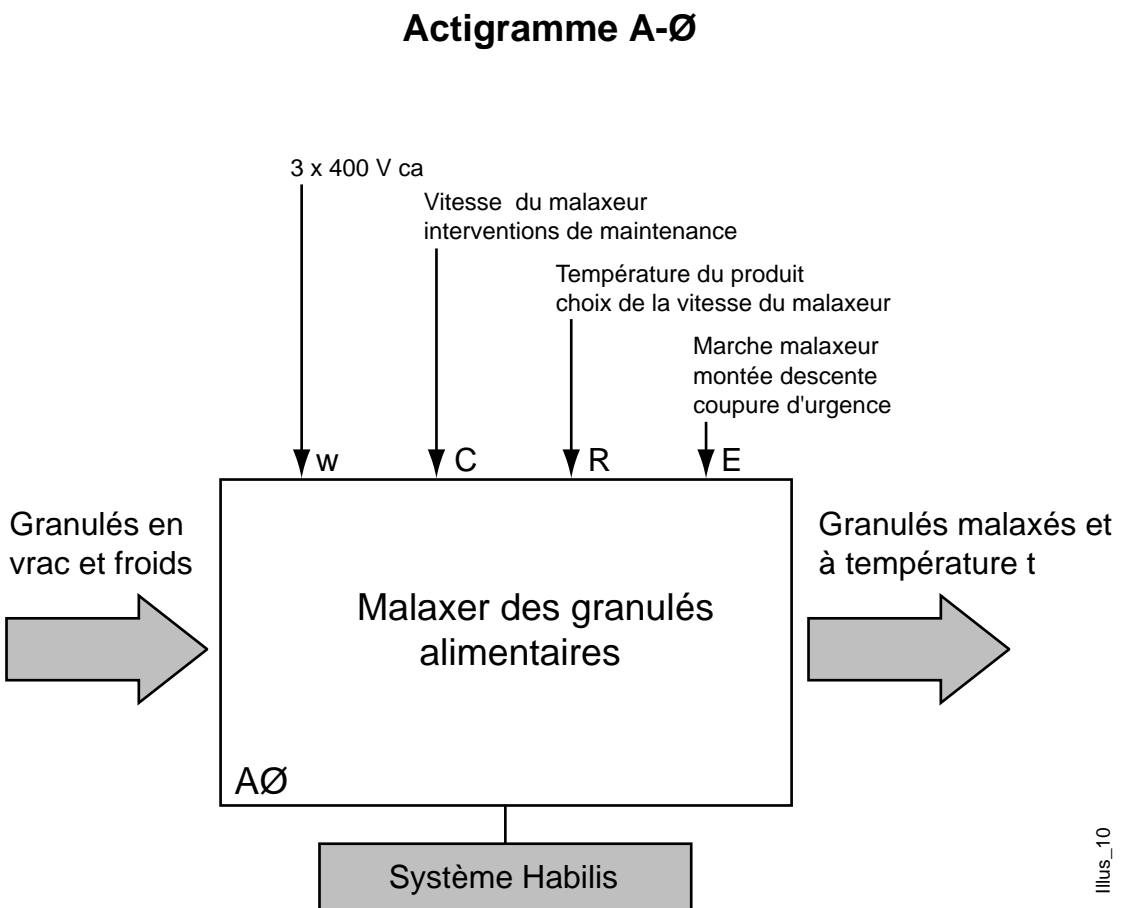 Actigramme A-Ø
3 x 400 V ca
Vitesse du malaxeur
interventions de maintenance
Température du produit
choix de la vitesse du malaxeur
Marche malaxeur
montée descente
coupure d'urgence
w
C
R
E
Granulés en
vrac et froids
Malaxer des granulés
alimentaires
Granulés malaxés et
à température t
AØ
Système Habilis
Illus_10